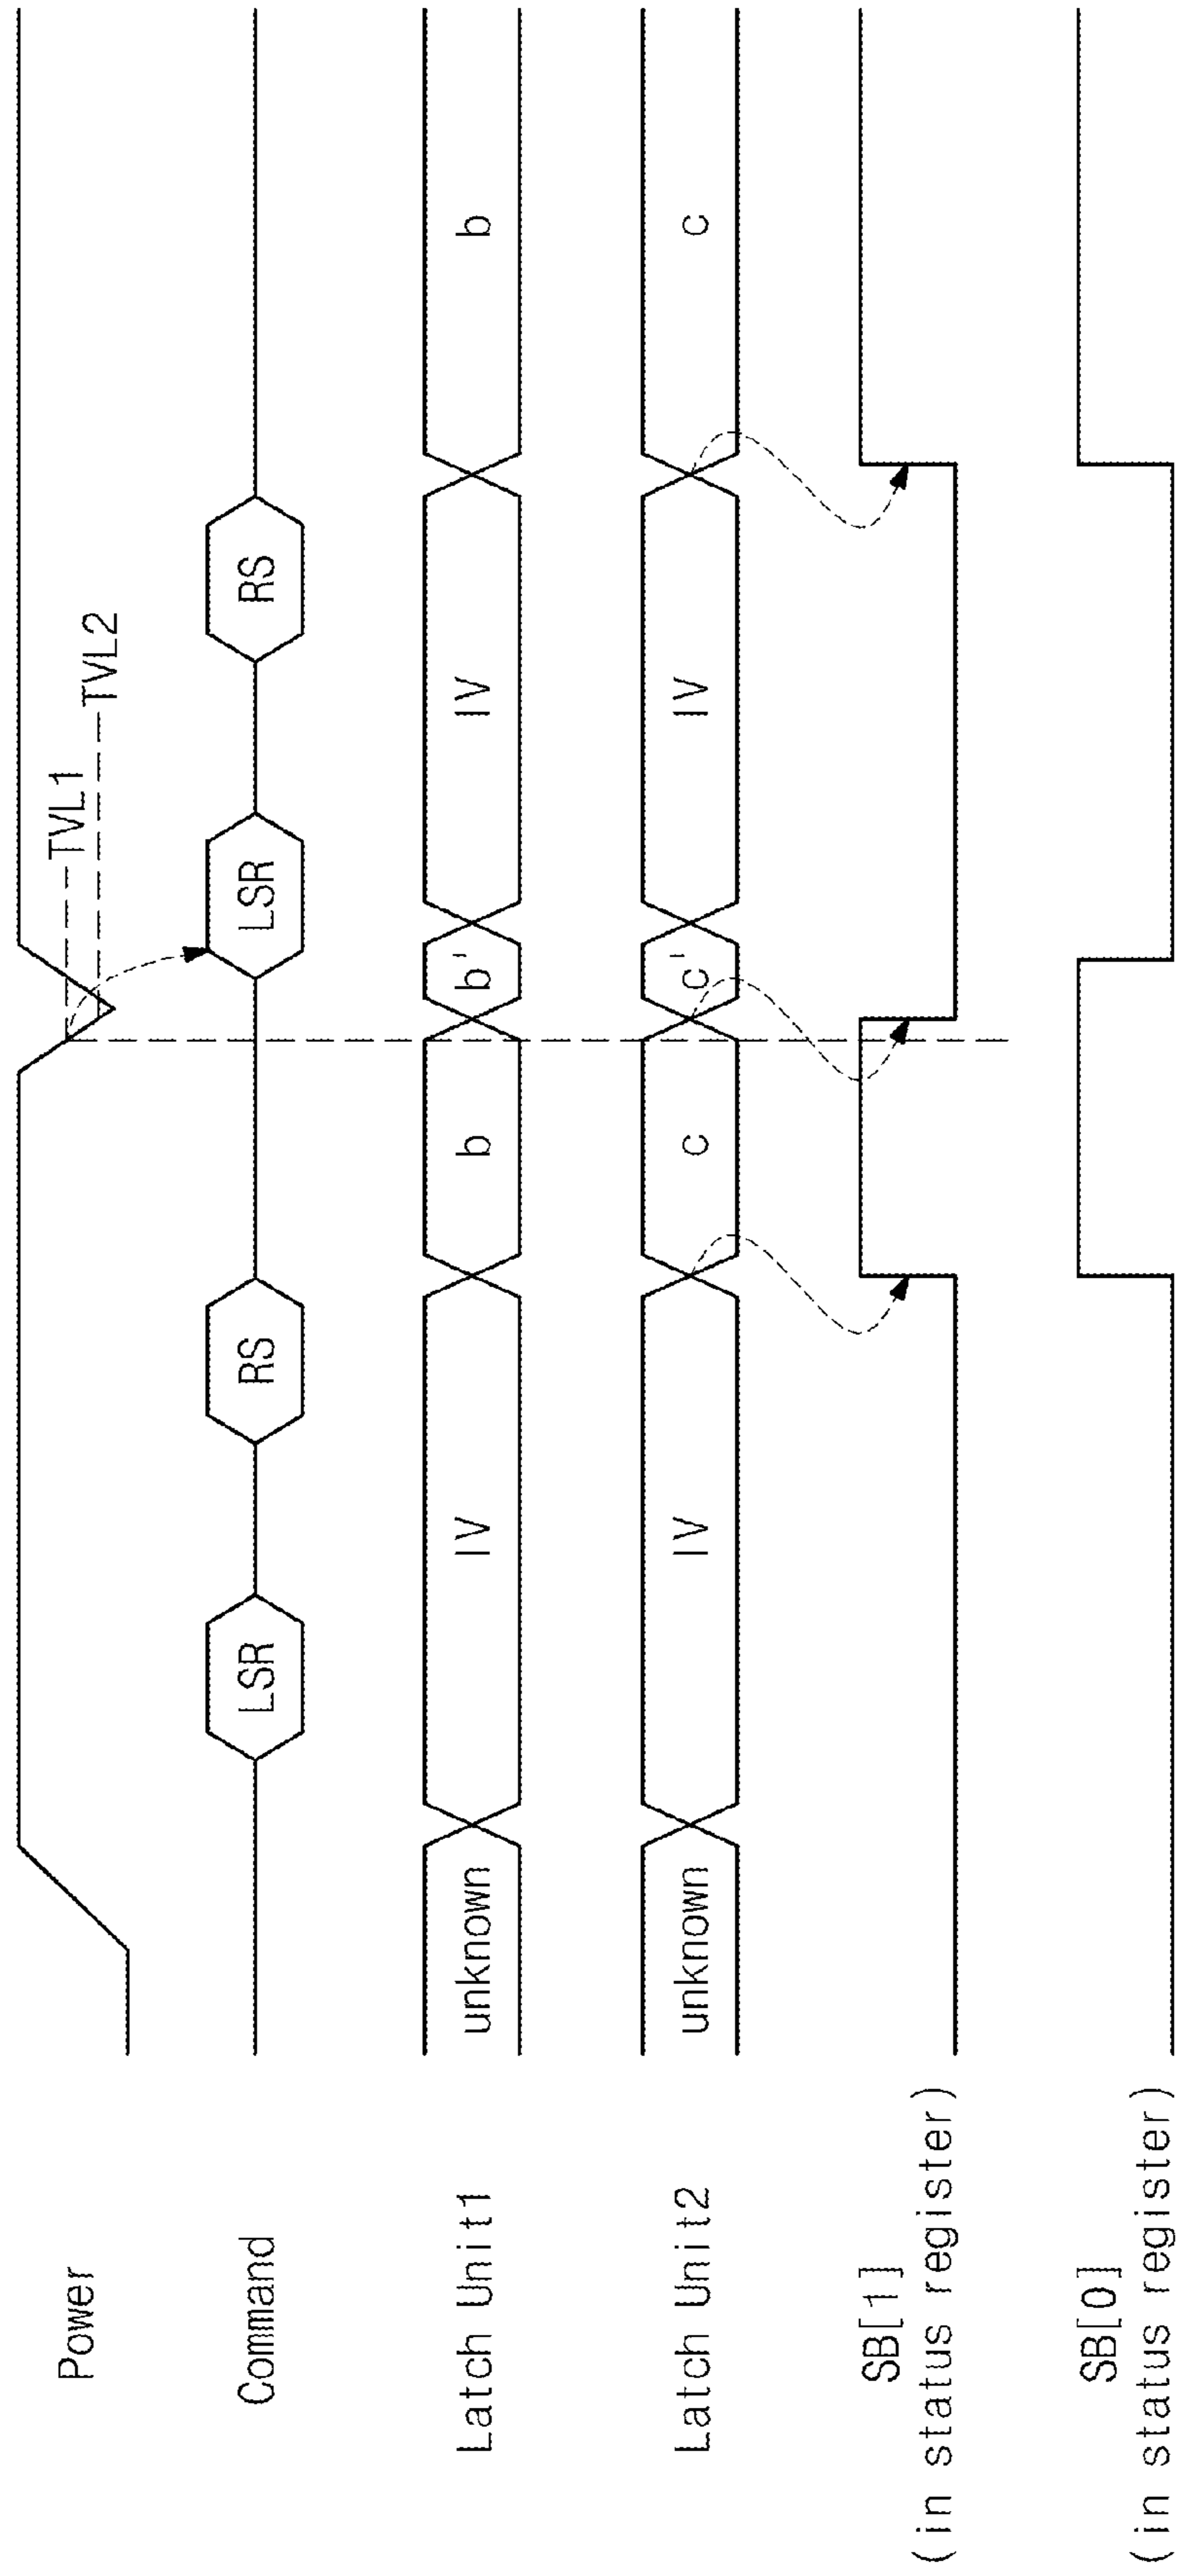 Power
TVL1
TVL2
Command
LSR
RS
LSR
RS
Latch Unit1
unknown
IV
b
b'
IV
b
Latch Unit2
unknown
IV
c
c'
IV
c
SB[1]
(in status register)
SB[0]
(in status register)